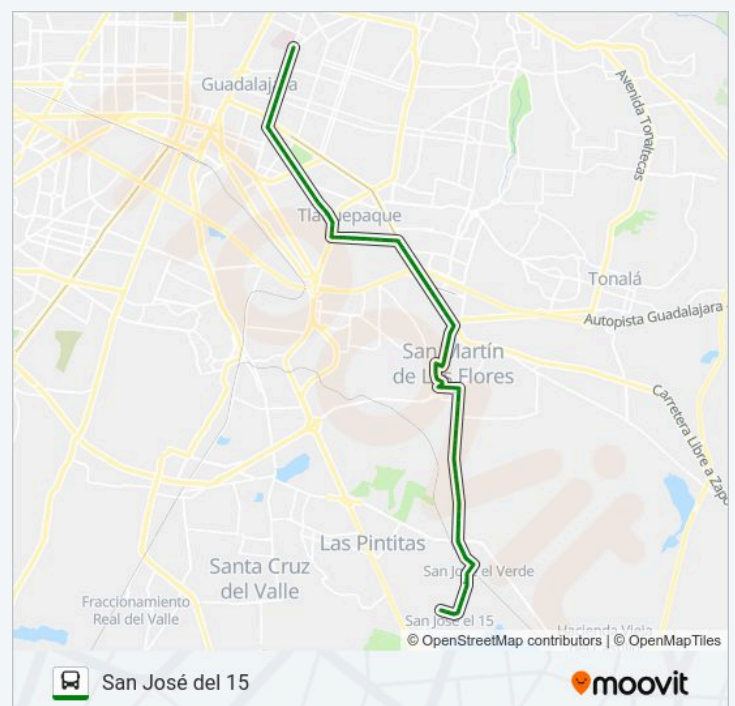 Guadalajara
Avenida Tonaltecas
Tlaquepaque
Tonalá
Autopista Guadalajara
San Martín
de Las Flores
Carretera Libre a Zapo
Las Pintitas
Santa Cruz
del Valle
San José el Verde
Fraccionamiento
Real del Valle
San José el 15
Hacienda Vieja
© OpenStreetMap contributors | © OpenMapTiles
San José del 15
moovit